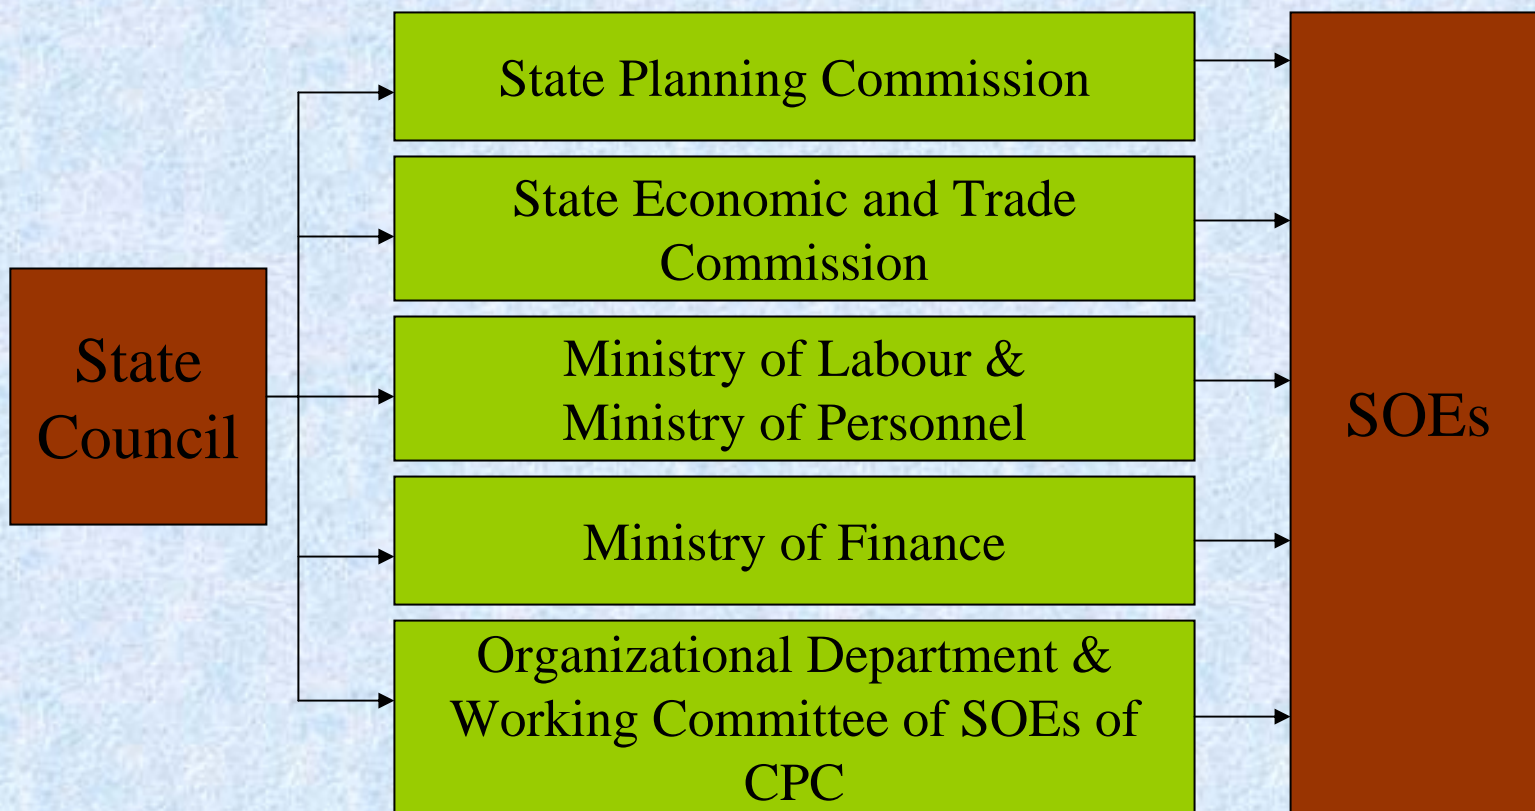 State
Council
State Planning Commission
State Economic and Trade
Commission
Ministry of Labour &
Ministry of Personnel
Ministry of Finance
Organizational Department &
Working Committee of SOEs of
CPC
SOEs